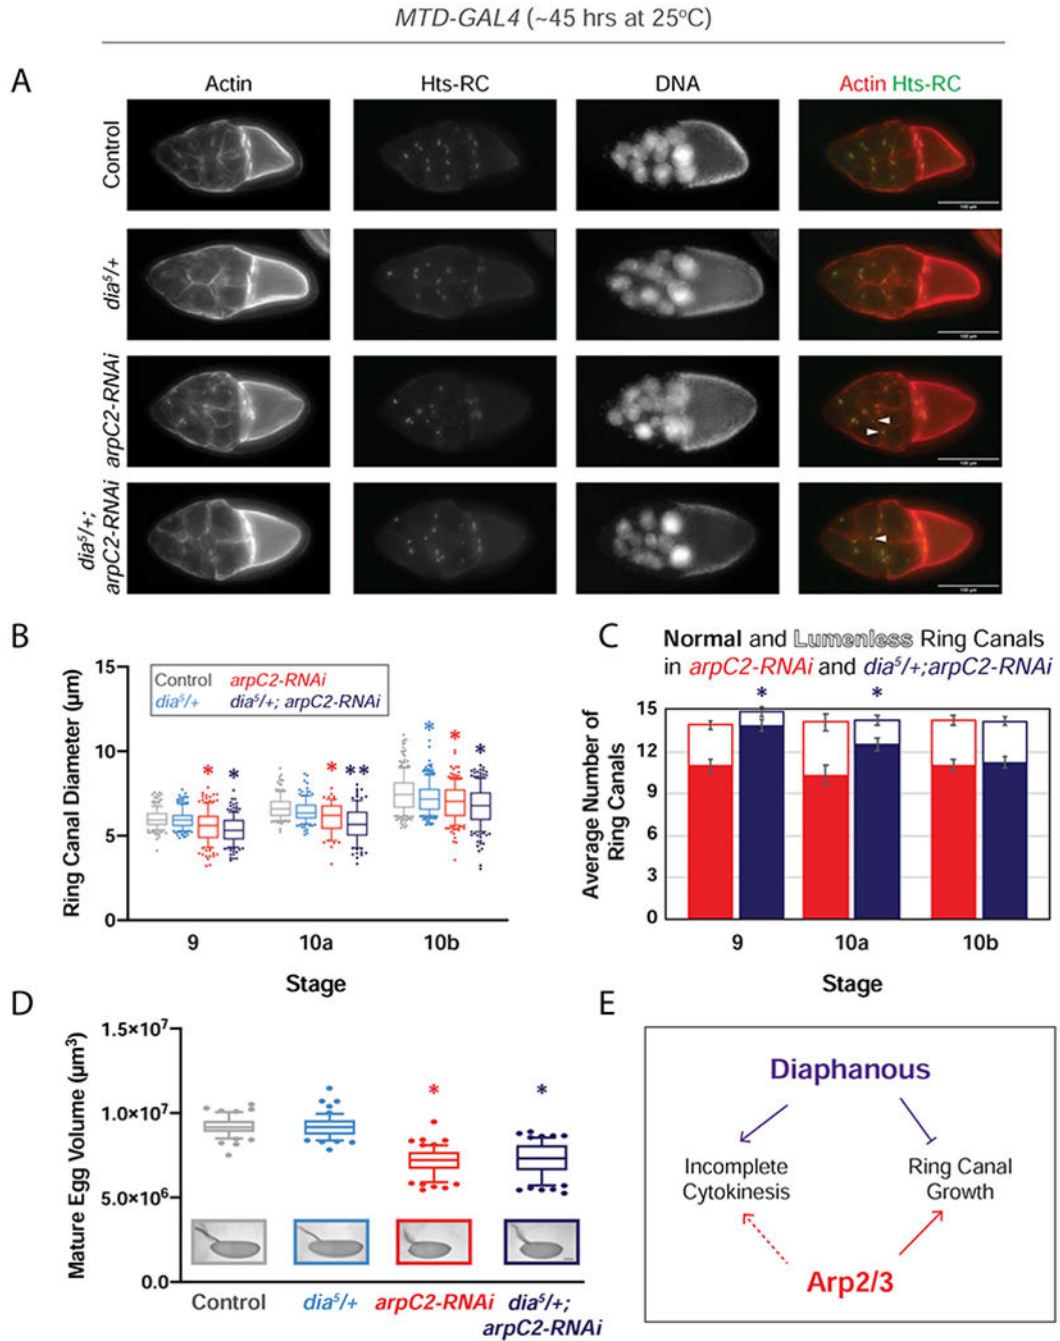 MTD-GAL4 (~45 hrs at 25°C)
A
Actin
Hts-RC
DNA
Actin Hts-RC
Control
dia⁵/+
arpC2-RNAi
dia⁵/+;
arpC2-RNAi
B
Ring Canal Diameter (µm)
15
10
5
0
Control arpC2-RNAi
dia⁵/+ dia⁵/+; arpC2-RNAi
* * * ** * * *
9 10a 10b
Stage
C
Normal and Lumenless Ring Canals
in arpC2-RNAi and dia⁵/+;arpC2-RNAi
* *
Average Number of
Ring Canals
15
12
9
6
3
0
9 10a 10b
Stage
D
Mature Egg Volume (µm³)
1.5×10⁷
1.0×10⁷
5.0×10⁶
0.0
* *
Control dia⁵/+ arpC2-RNAi dia⁵/+;
arpC2-RNAi
E
Diaphanous
Incomplete
Cytokinesis
Ring Canal
Growth
Arp2/3